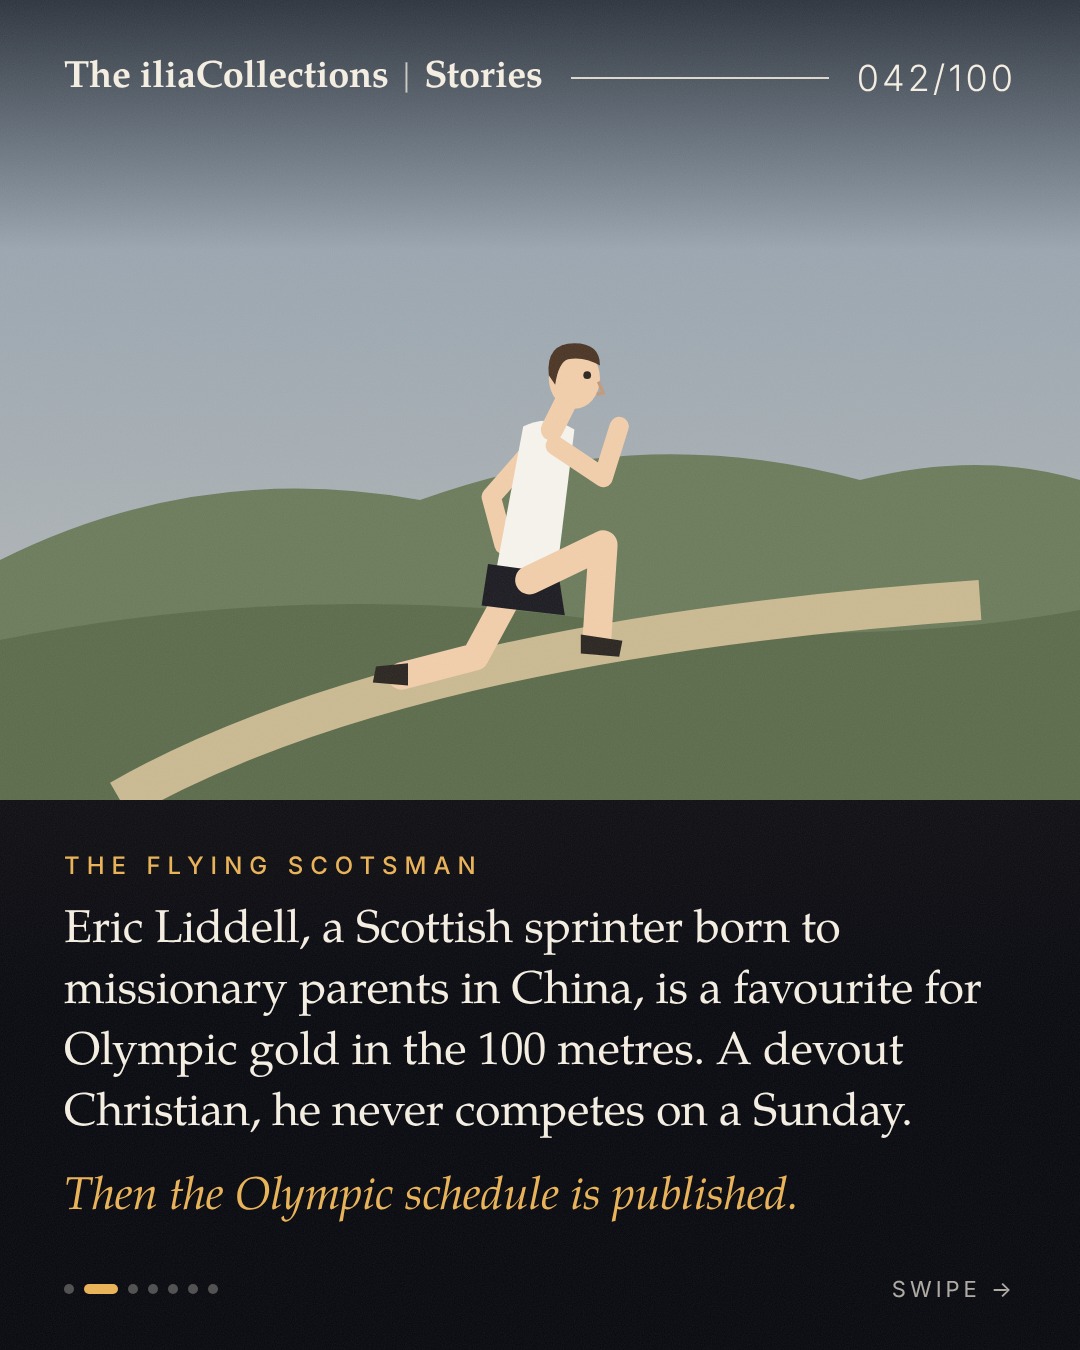 The iliaCollections | Stories 042/100
THE FLYING SCOTSMAN
Eric Liddell, a Scottish sprinter born to
missionary parents in China, is a favourite for
Olympic gold in the 100 metres. A devout
Christian, he never competes on a Sunday.
Then the Olympic schedule is published.
SWIPE →